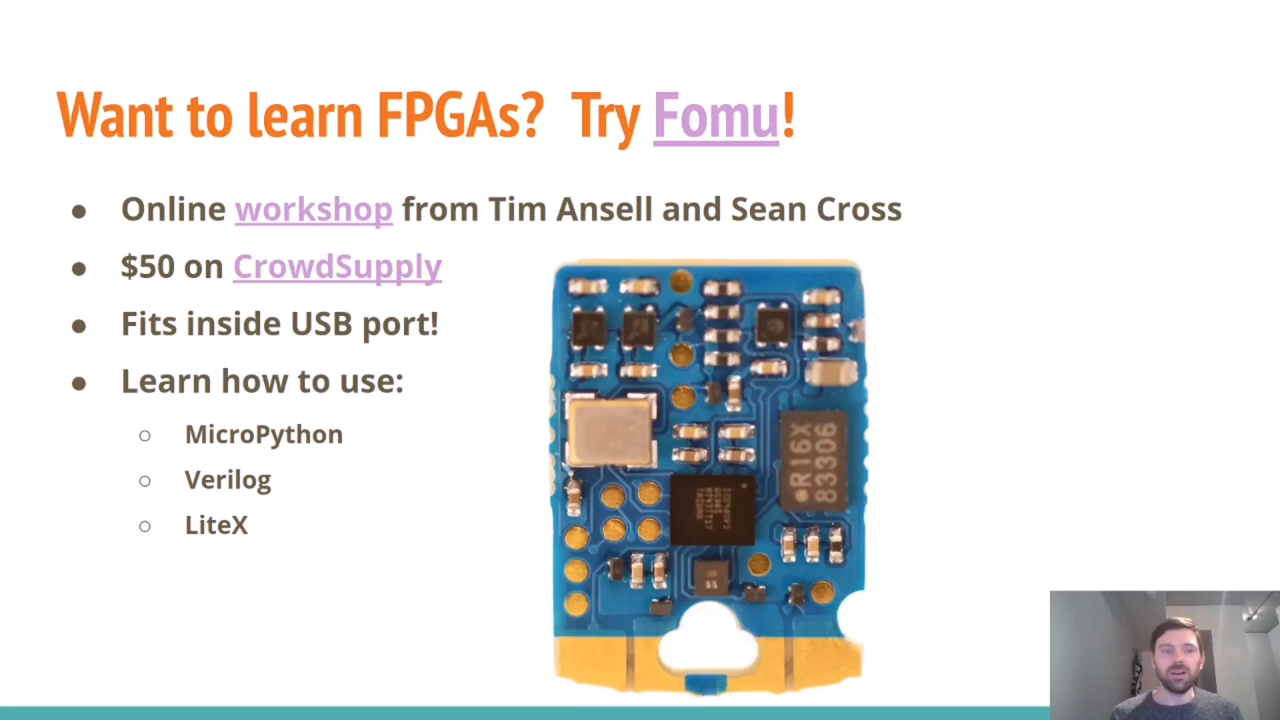 Want to learn FPGAs? Try Fomu!
● Online workshop from Tim Ansell and Sean Cross
● $50 on CrowdSupply
● Fits inside USB port!
● Learn how to use:
○ MicroPython
○ Verilog
○ LiteX
R16X
83306